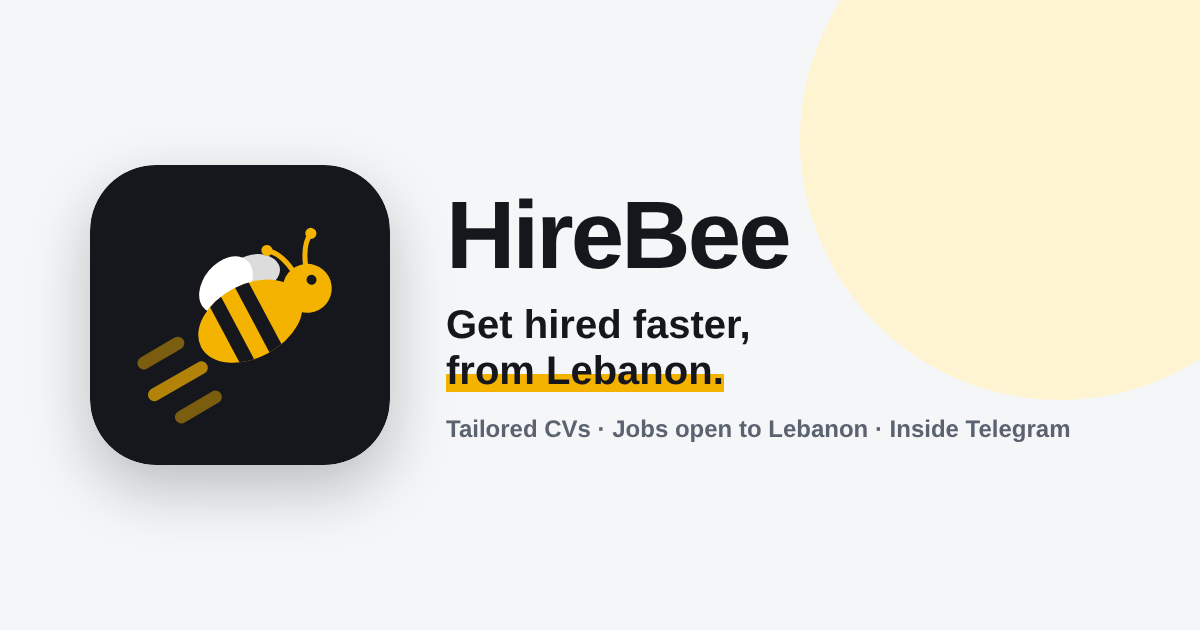 HireBee
Get hired faster,
from Lebanon.
Tailored CVs · Jobs open to Lebanon · Inside Telegram